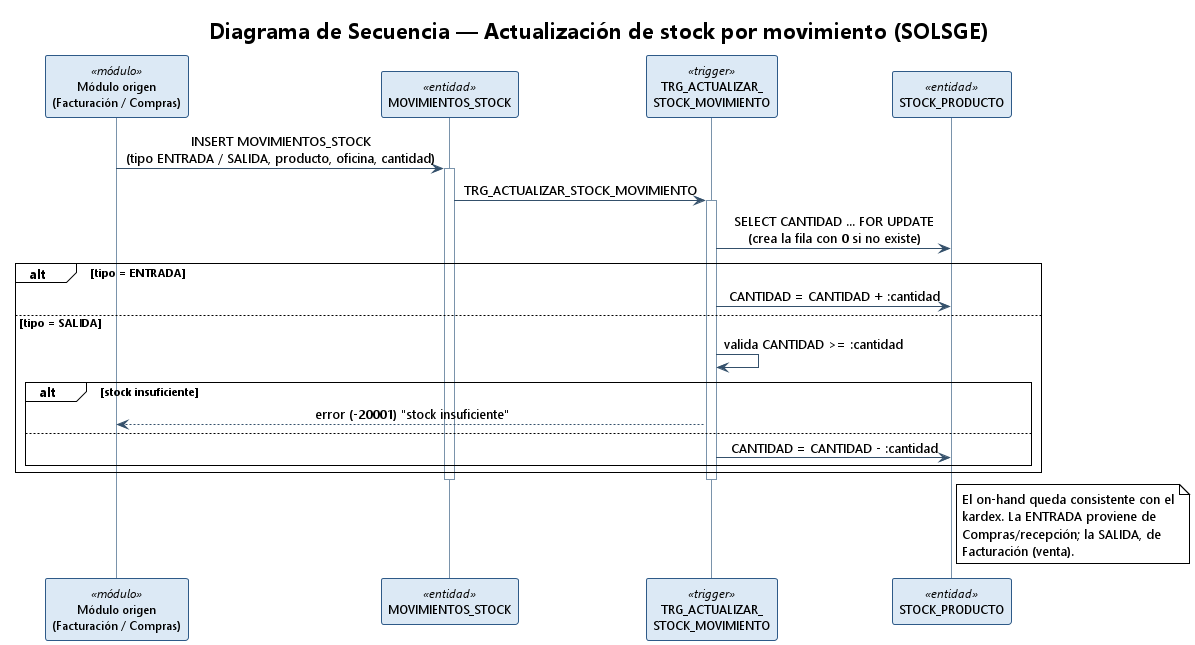 Diagrama de Secuencia — Actualización de stock por movimiento (SOLSGE)
«módulo»
Módulo origen
(Facturación / Compras)
«entidad»
MOVIMIENTOS_STOCK
«trigger»
TRG_ACTUALIZAR_
STOCK_MOVIMIENTO
«entidad»
STOCK_PRODUCTO
INSERT MOVIMIENTOS_STOCK
(tipo ENTRADA / SALIDA, producto, oficina, cantidad)
TRG_ACTUALIZAR_STOCK_MOVIMIENTO
SELECT CANTIDAD ... FOR UPDATE
(crea la fila con 0 si no existe)
alt [tipo = ENTRADA]
CANTIDAD = CANTIDAD + :cantidad
[tipo = SALIDA]
valida CANTIDAD >= :cantidad
alt [stock insuficiente]
error (-20001) "stock insuficiente"
CANTIDAD = CANTIDAD - :cantidad
El on-hand queda consistente con el
kardex. La ENTRADA proviene de
Compras/recepción; la SALIDA, de
Facturación (venta).
«módulo»
Módulo origen
(Facturación / Compras)
«entidad»
MOVIMIENTOS_STOCK
«trigger»
TRG_ACTUALIZAR_
STOCK_MOVIMIENTO
«entidad»
STOCK_PRODUCTO